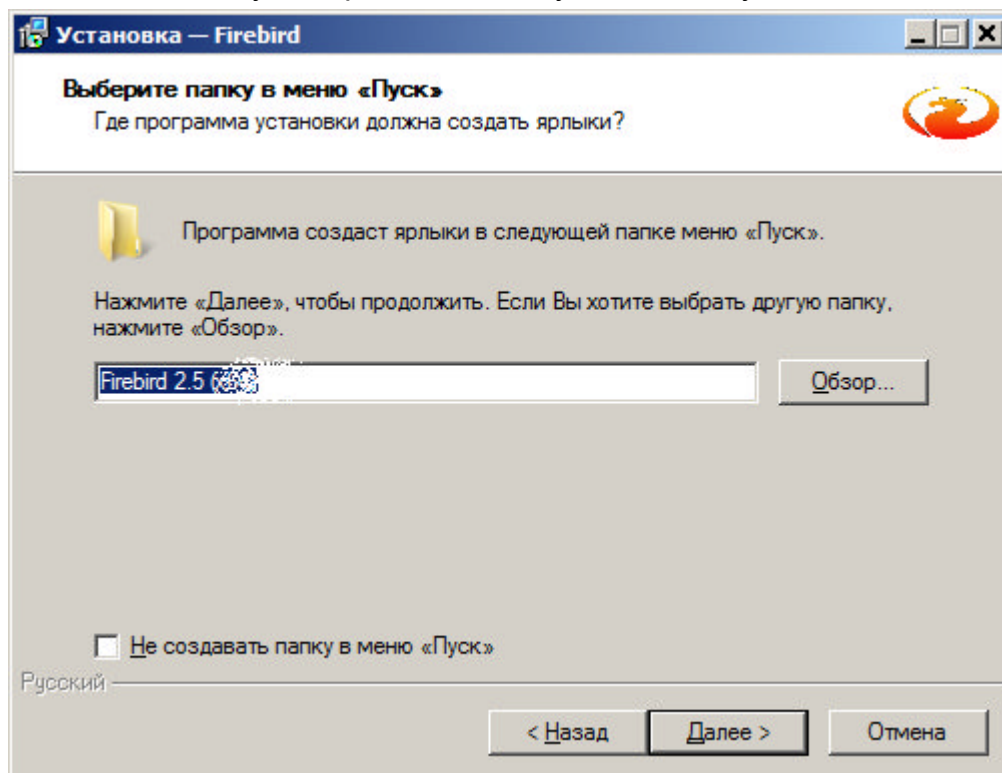 Установка — Firebird
Выберите папку в меню «Пуск»
Где программа установки должна создать ярлыки?
Программа создаст ярлыки в следующей папке меню «Пуск».
Нажмите «Далее», чтобы продолжить. Если Вы хотите выбрать другую папку,
нажмите «Обзор».
Firebird 2.5
Обзор...
Не создавать папку в меню «Пуск»
Русский
< Назад
Далее >
Отмена